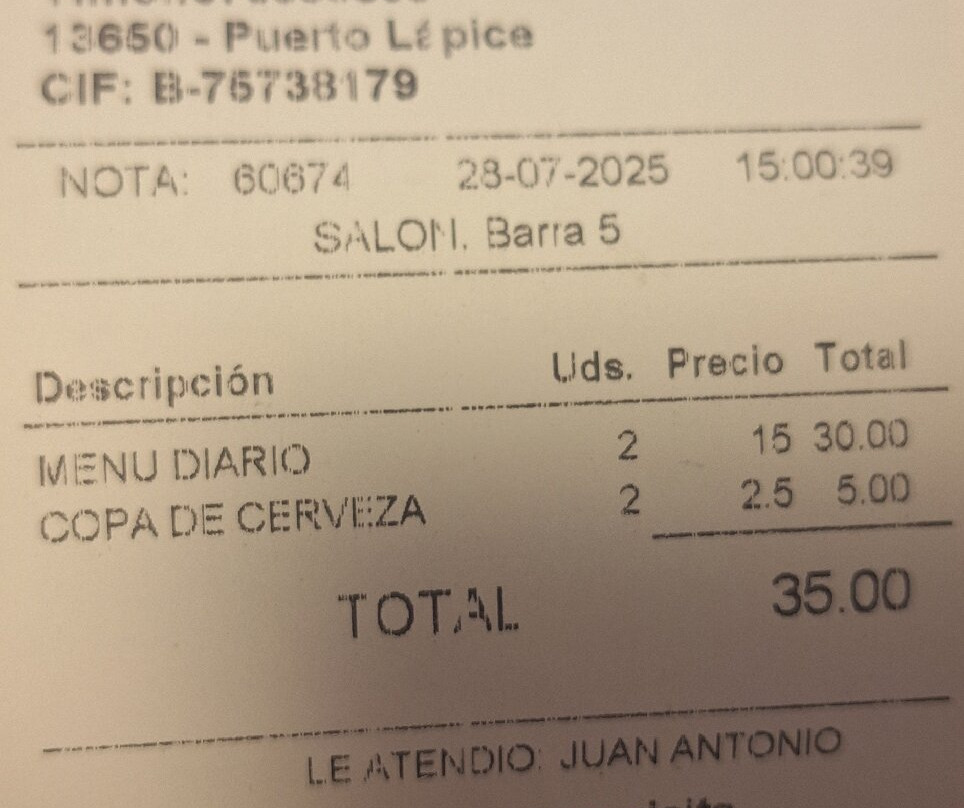 13650 - Puerto Lápice
CIF: B-76738179
NOTA: 60674 28-07-2025 15:00:39
SALON. Barra 5
Descripción Uds. Precio Total
MENU DIARIO 2 15 30.00
COPA DE CERVEZA 2 2.5 5.00
TOTAL 35.00
LE ATENDIO: JUAN ANTONIO